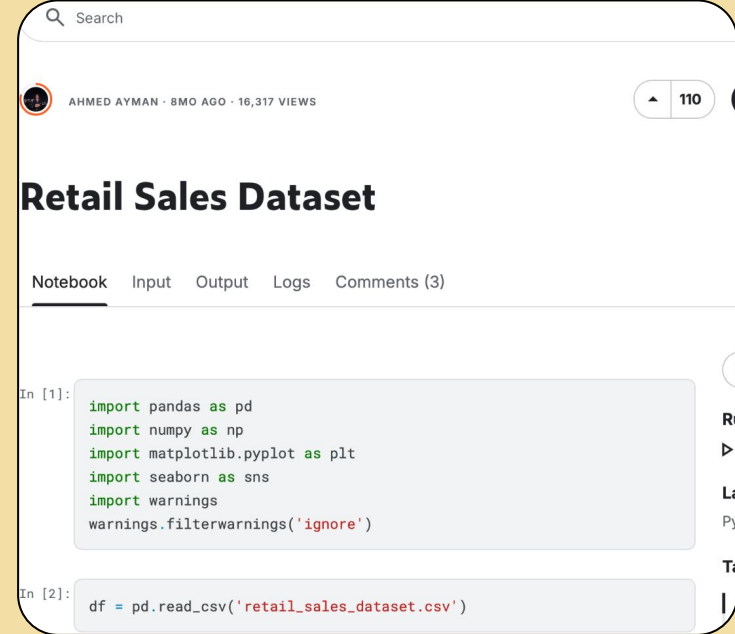 Search
AHMED AYMAN · 8MO AGO · 16,317 VIEWS
110
Retail Sales Dataset
Notebook Input Output Logs Comments (3)
In [1]:
import pandas as pd
import numpy as np
import matplotlib.pyplot as plt
import seaborn as sns
import warnings
warnings.filterwarnings('ignore')
In [2]:
df = pd.read_csv('retail_sales_dataset.csv')